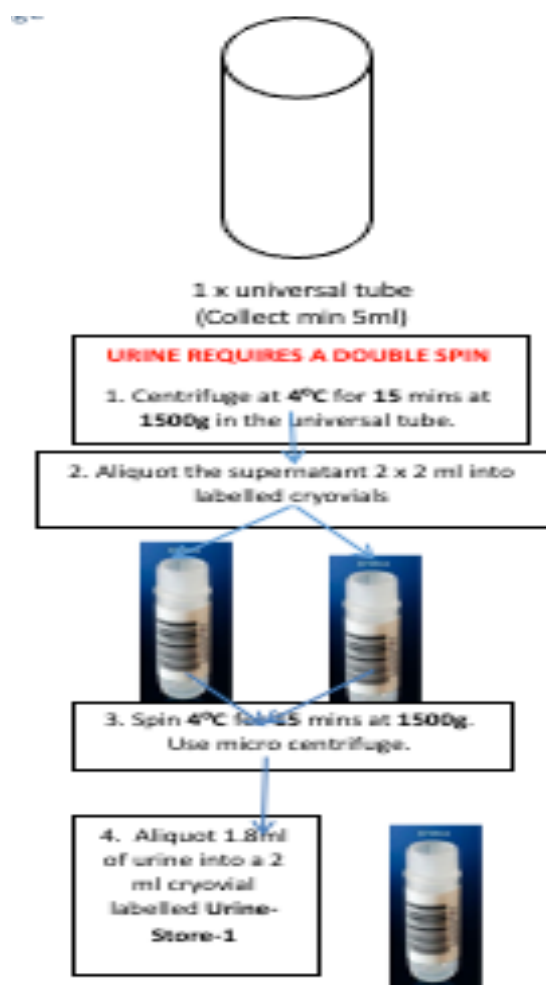 1 x universal tube
(Collect min 5ml)
URINE REQUIRES A DOUBLE SPIN
1. Centrifuge at 4ºC for 15 mins at
1500g in the universal tube.
2. Aliquot the supernatant 2 x 2 ml into
labelled cryovials
3. Spin 4ºC for 15 mins at 1500g.
Use micro centrifuge.
4. Aliquot 1.8ml
of urine into a 2
ml cryovial
labelled Urine-
Store-1